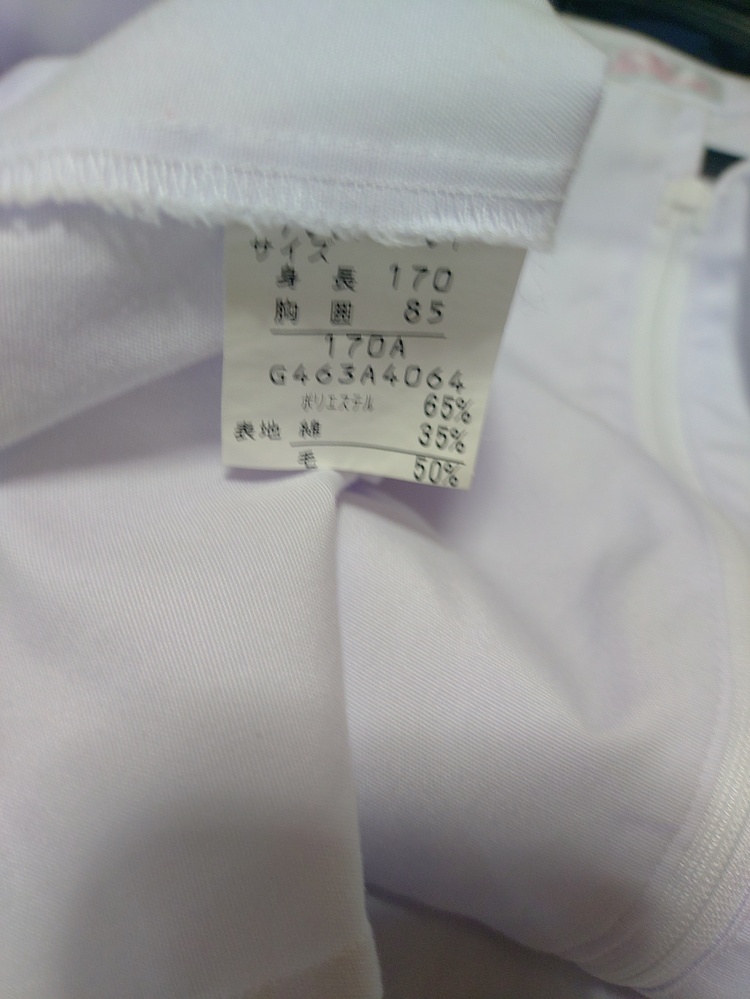 サイズ
身長 170
胸囲 85
170A
G463A4064
ポリエステル 65%
表地 綿 35%
毛 50%